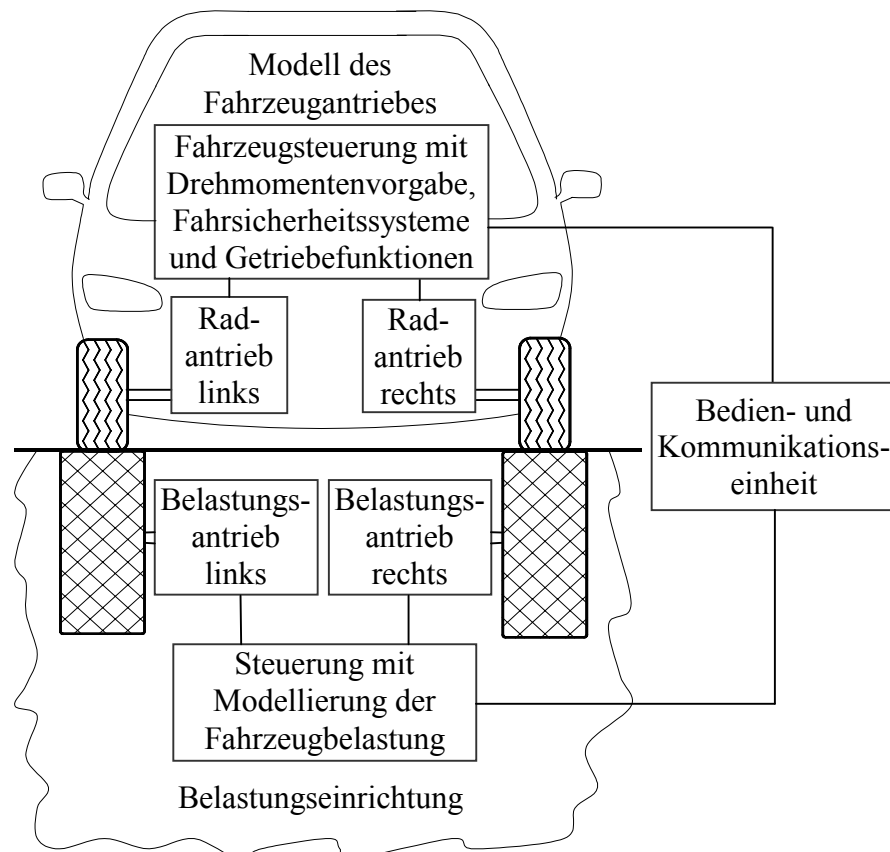 Modell des
Fahrzeugantriebes
Fahrzeugsteuerung mit
Drehmomentenvorgabe,
Fahrsicherheitssysteme
und Getriebefunktionen
Rad-
antrieb
links
Rad-
antrieb
rechts
Bedien- und
Kommunikations-
einheit
Belastungs-
antrieb
links
Belastungs-
antrieb
rechts
Steuerung mit
Modellierung der
Fahrzeugbelastung
Belastungseinrichtung